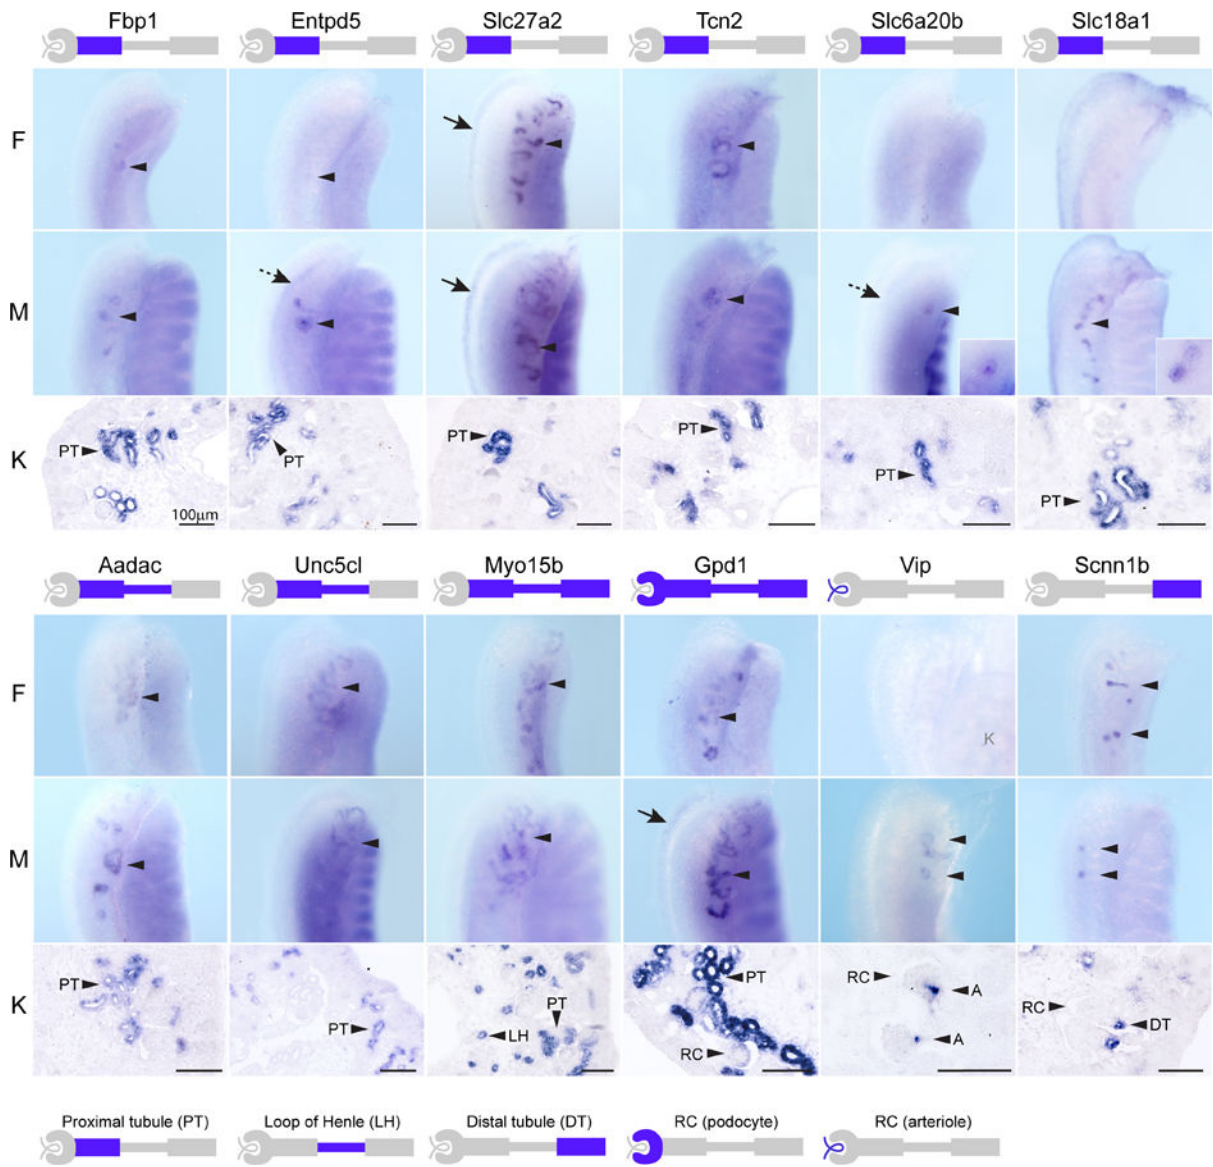 Fbp1 Entpd5 Slc27a2 Tcn2 Slc6a20b Slc18a1
F
M
K
PT PT PT PT PT PT
100μm
Aadac Unc5cl Myo15b Gpd1 Vip Scnn1b
F
K
M
K
PT PT LH PT PT RC RC A A RC DT
Proximal tubule (PT) Loop of Henle (LH) Distal tubule (DT) RC (podocyte) RC (arteriole)